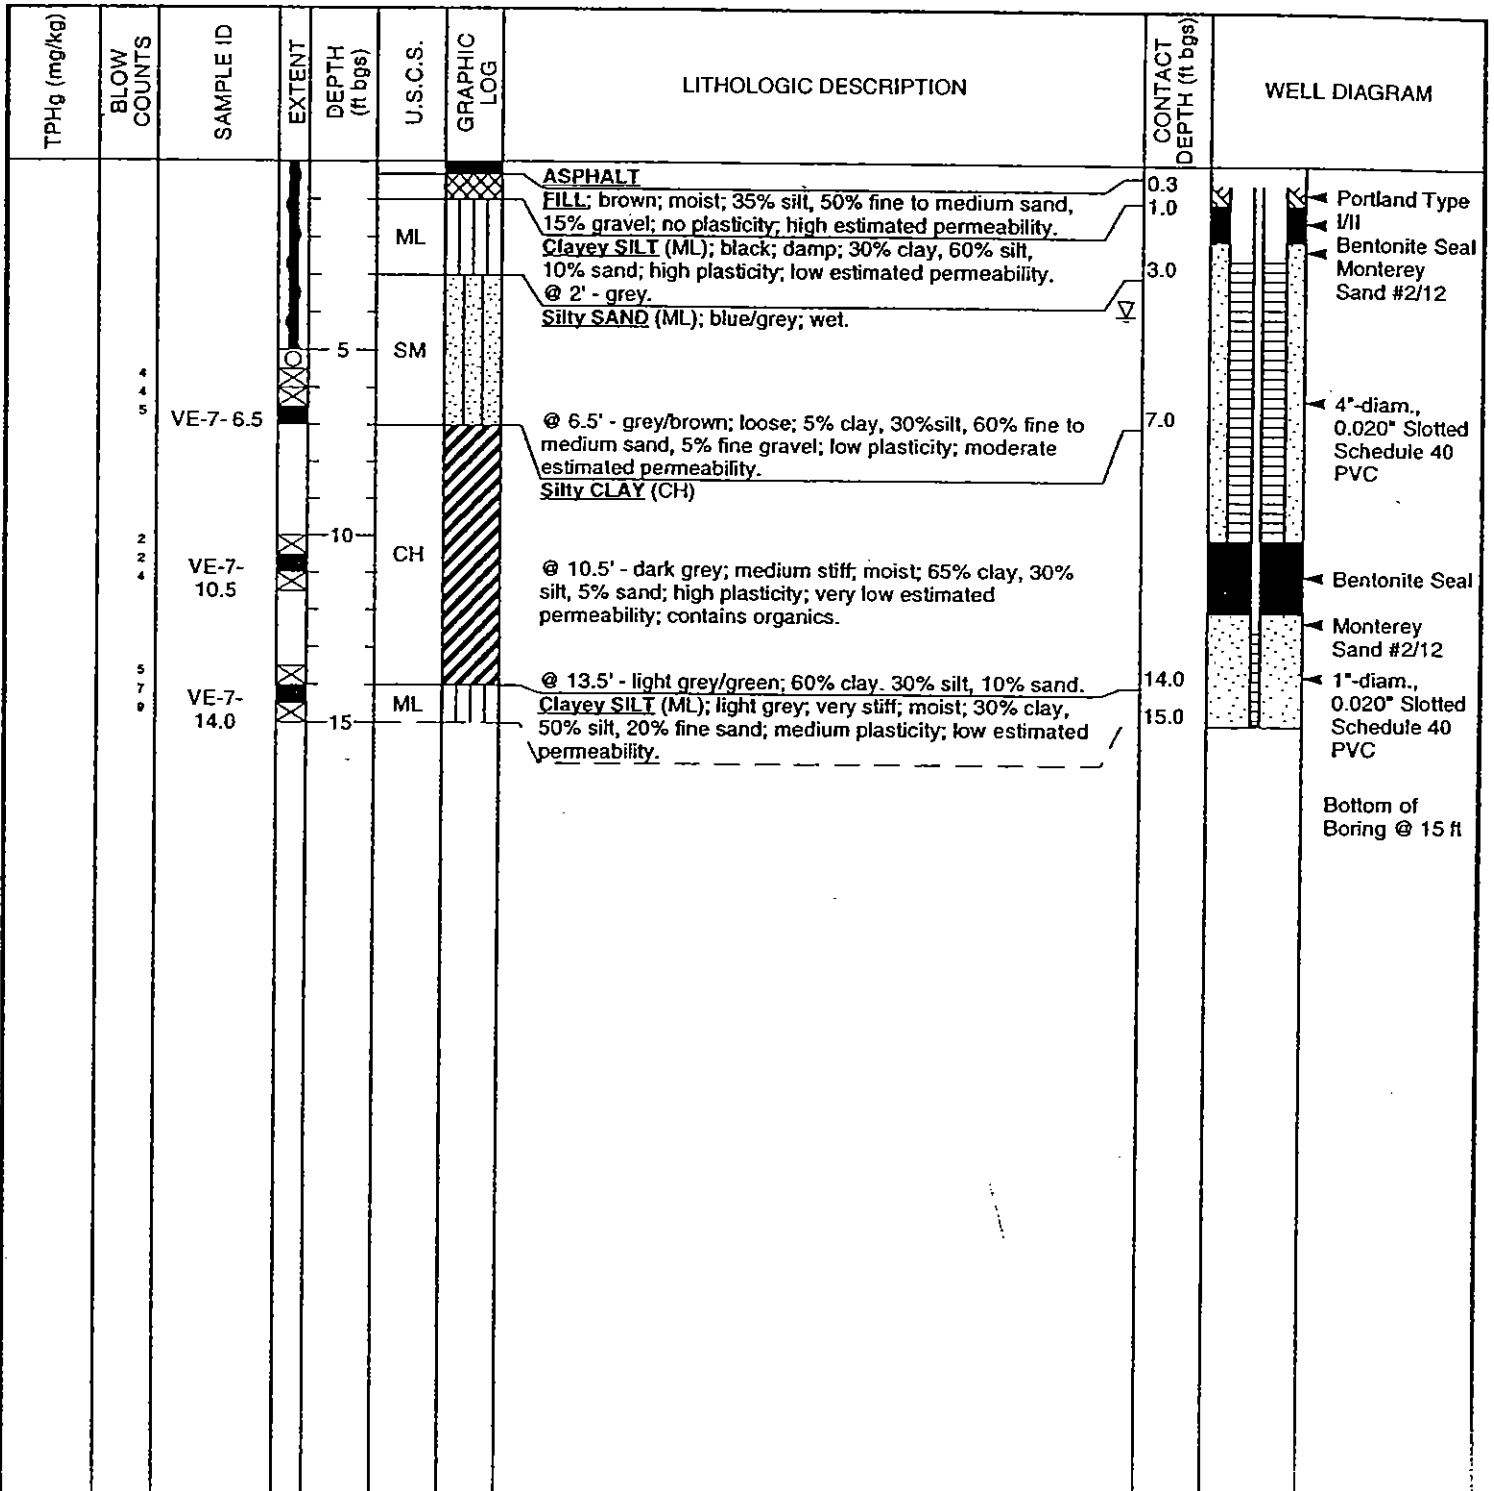 TPHg (mg/kg)
BLOW
COUNTS
SAMPLE ID
EXTENT
DEPTH
(ft bgs)
U.S.C.S.
GRAPHIC
LOG
LITHOLOGIC DESCRIPTION
CONTACT
DEPTH (ft bgs)
WELL DIAGRAM
ASPHALT
0.3
FILL; brown; moist; 35% silt, 50% fine to medium sand,
15% gravel; no plasticity; high estimated permeability.
1.0
ML
Clayey SILT (ML); black; damp; 30% clay, 60% silt,
10% sand; high plasticity; low estimated permeability.
@ 2' - grey.
3.0
Silty SAND (ML); blue/grey; wet.
Portland Type
I/II
Bentonite Seal
Monterey
Sand #2/12
5
SM
4
4
5
VE-7- 6.5
@ 6.5' - grey/brown; loose; 5% clay, 30%silt, 60% fine to
medium sand, 5% fine gravel; low plasticity; moderate
estimated permeability.
7.0
Silty CLAY (CH)
4"-diam.,
0.020" Slotted
Schedule 40
PVC
10
CH
2
2
4
VE-7-
10.5
@ 10.5' - dark grey; medium stiff; moist; 65% clay, 30%
silt, 5% sand; high plasticity; very low estimated
permeability; contains organics.
Bentonite Seal
Monterey
Sand #2/12
5
7
9
VE-7-
14.0
@ 13.5' - light grey/green; 60% clay. 30% silt, 10% sand.
14.0
ML
Clayey SILT (ML); light grey; very stiff; moist; 30% clay,
50% silt, 20% fine sand; medium plasticity; low estimated
permeability.
15
15.0
1"-diam.,
0.020" Slotted
Schedule 40
PVC
Bottom of
Boring @ 15 ft